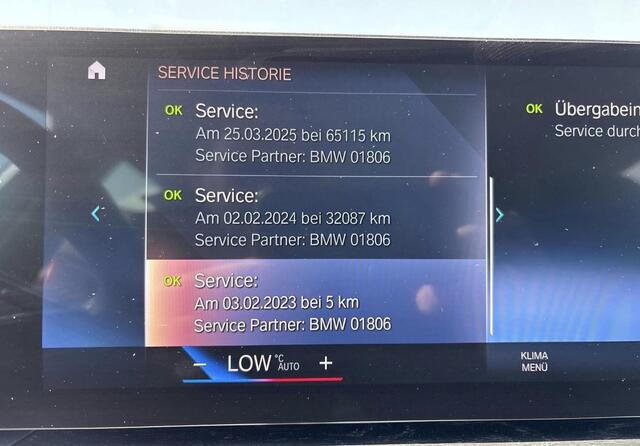 SERVICE HISTORIE
OK Service:
Am 25.03.2025 bei 65115 km
Service Partner: BMW 01806
OK Service:
Am 02.02.2024 bei 32087 km
Service Partner: BMW 01806
OK Service:
Am 03.02.2023 bei 5 km
Service Partner: BMW 01806
OK Übergabein
Service durch
− LOW °C AUTO +
KLIMA
MENÜ